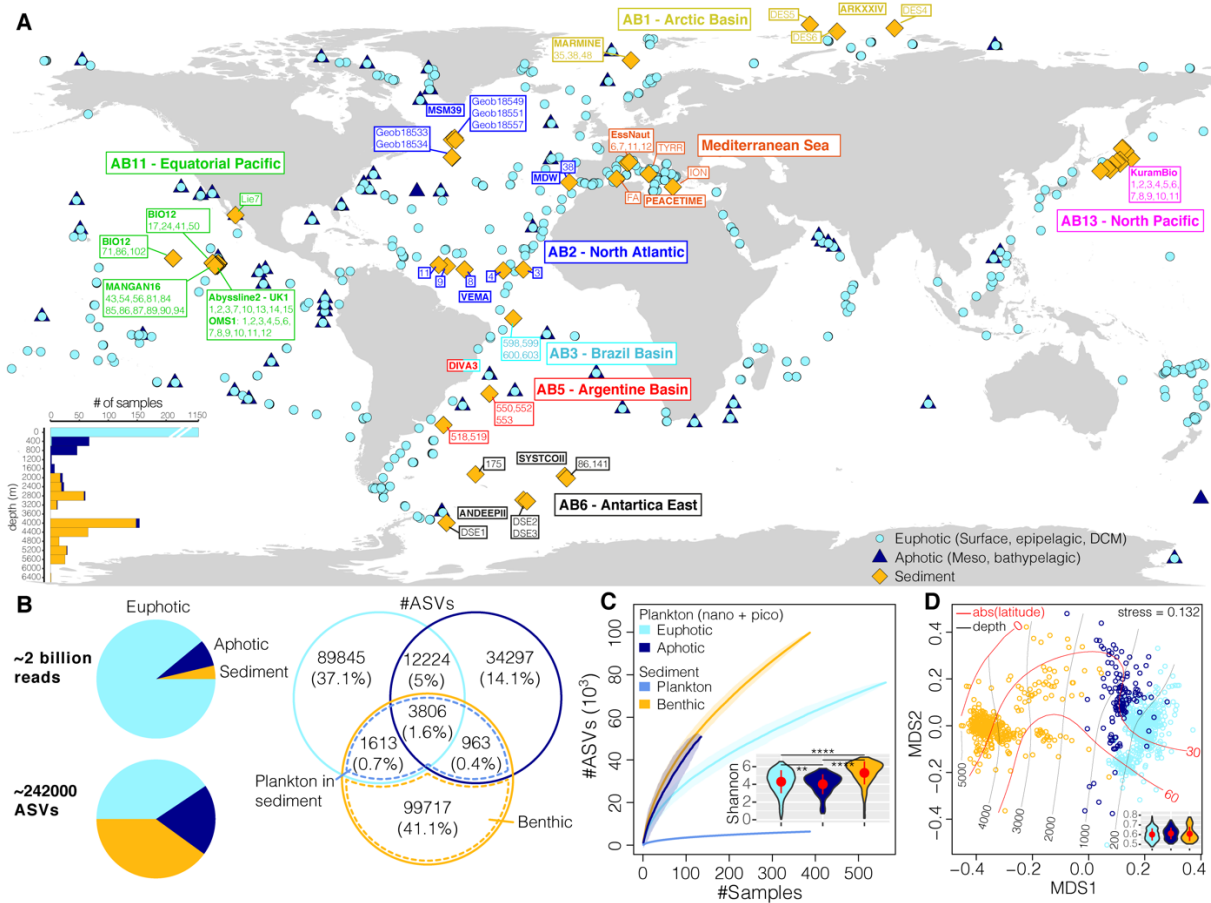 A
AB1 - Arctic Basin
ARKXXIV
DES5
DES4
DES6
MARMINE
35,38,48
MSM39
Geob18549
Geob18551
Geob18557
Geob18533
Geob18534
EssNaut
6,7,11,12
TYRR
Mediterranean Sea
ION
FA
PEACETIME
38
MDW
KuramBio
1,2,3,4,5,6,
7,8,9,10,11
AB13 - North Pacific
AB11 - Equatorial Pacific
Lie7
BIO12
17,24,41,50
BIO12
71,86,102
MANGAN16
43,54,56,81,84
85,86,87,89,90,94
Abyssline2 - UK1
1,2,3,7,10,13,14,15
OMS1: 1,2,3,4,5,6,
7,8,9,10,11,12
AB2 - North Atlantic
11
9
8
4
3
VEMA
598,599
600,603
AB3 - Brazil Basin
DIVA3
AB5 - Argentine Basin
550,552
553
518,519
175
SYSTCOII
86,141
ANDEEPII
DSE1
DSE2
DSE3
AB6 - Antartica East
# of samples
0 50 100 150 1150
depth (m)
0
400
800
1200
1600
2000
2400
2800
3200
4000
4400
4800
5200
5600
6000
6400
Euphotic (Surface, epipelagic, DCM)
Aphotic (Meso, bathypelagic)
Sediment
B
Euphotic
Aphotic
Sediment
~2 billion
reads
~242000
ASVs
#ASVs
89845
(37.1%)
12224
(5%)
34297
(14.1%)
3806
(1.6%)
1613
(0.7%)
963
(0.4%)
Plankton in
sediment
99717
(41.1%)
Benthic
C
Plankton (nano + pico)
Euphotic
Aphotic
Sediment
Plankton
Benthic
#ASVs (10³)
0 20 40 60 80 100
#Samples
0 100 200 300 400 500
Shannon
0 2 4 6
****
**
****
D
abs(latitude)
depth
stress = 0.132
MDS2
0.4
0.2
0.0
−0.2
−0.4
MDS1
−0.4 −0.2 0.0 0.2 0.4
0
30
60
5000
4000
3000
2000
1000
200
0.8
0.7
0.6
0.5